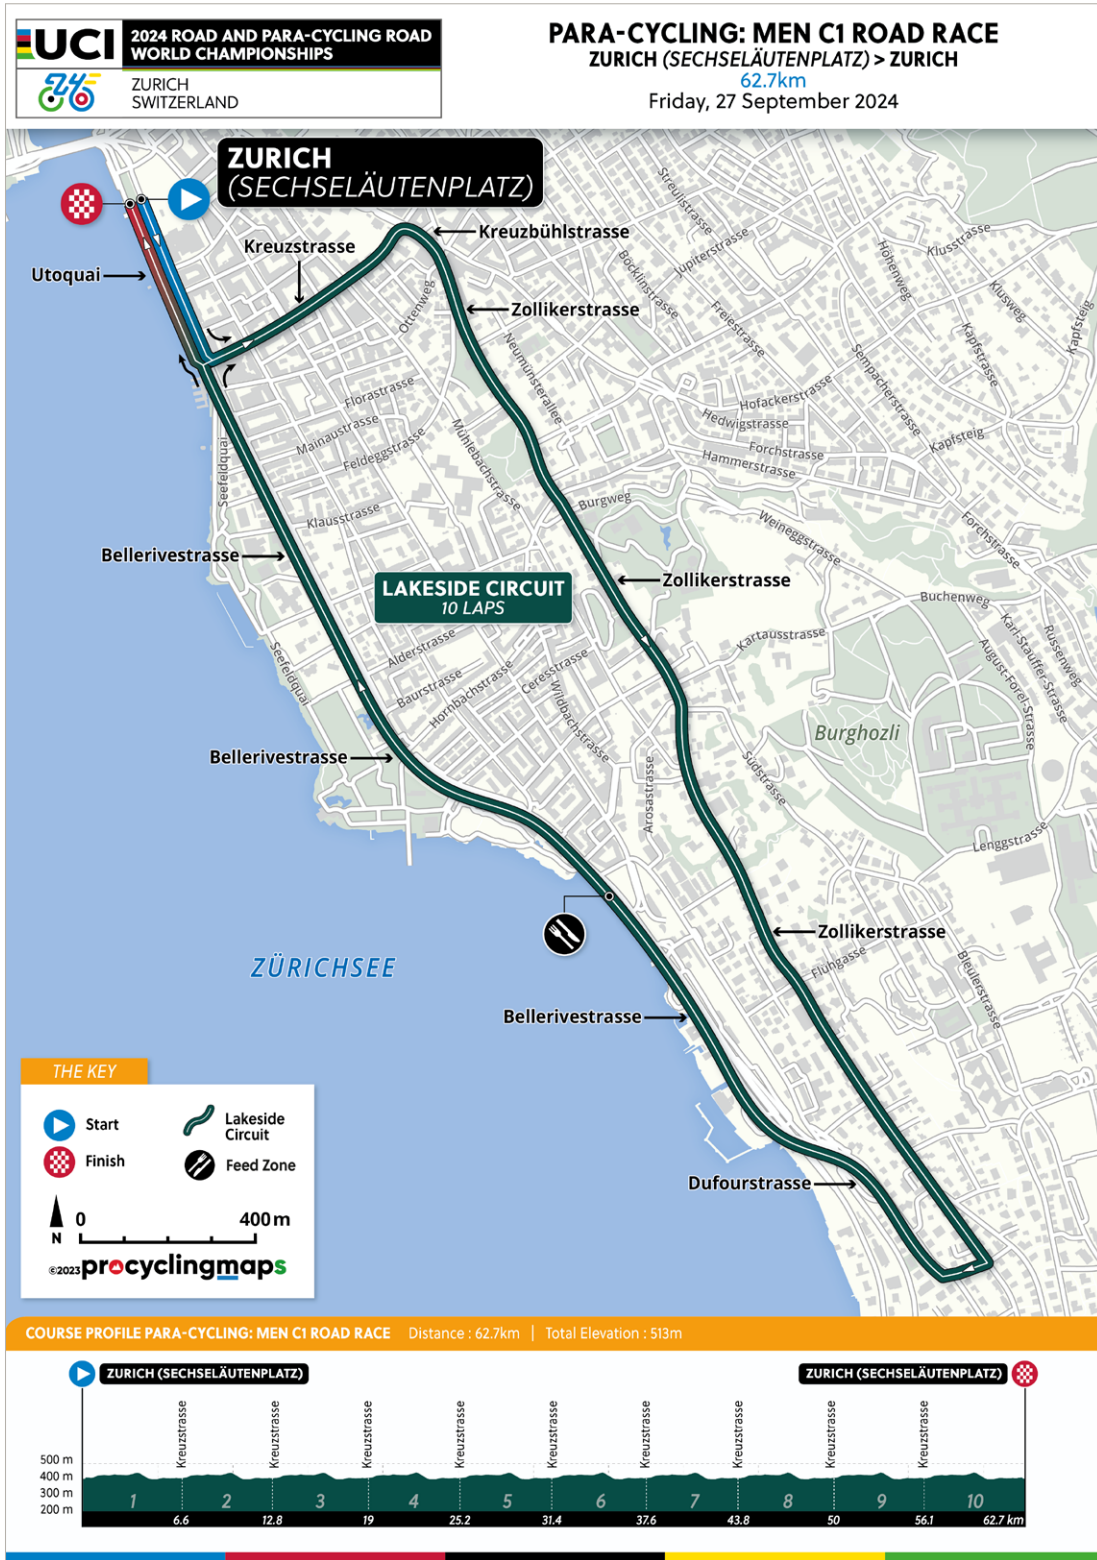 UCI
2024 ROAD AND PARA-CYCLING ROAD
WORLD CHAMPIONSHIPS
ZURICH
SWITZERLAND
PARA-CYCLING: MEN C1 ROAD RACE
ZURICH (SECHSELÄUTENPLATZ) > ZURICH
62.7km
Friday, 27 September 2024
ZURICH
(SECHSELÄUTENPLATZ)
Utoquai
Kreuzstrasse
Kreuzbühlstrasse
Zollikerstrasse
Ottenweg
Streulistrasse
Jupiterstrasse
Böcklinstrasse
Freiestrasse
Höhenweg
Klusstrasse
Klusweg
Kapfsteig
Kapfstrasse
Sempacherstrasse
Neumünsterallee
Florastrasse
Mainaustrasse
Feldeggstrasse
Mühlebachstrasse
Hofackerstrasse
Hedwigstrasse
Forchstrasse
Hammerstrasse
Kapfsteig
Seefeldquai
Klausstrasse
Burgweg
Weineggstrasse
Forchstrasse
Bellerivestrasse
LAKESIDE CIRCUIT
10 LAPS
Zollikerstrasse
Buchenweg
Karl-Stauffer-Strasse
Russenweg
August-Forel-Strasse
Kartausstrasse
Seefeldquai
Alderstrasse
Baurstrasse
Hornbachstrasse
Ceresstrasse
Wildbachstrasse
Burghozli
Bellerivestrasse
Südstrasse
Arosastrasse
Lenggstrasse
Zollikerstrasse
Fluhgasse
Bleulerstrasse
ZÜRICHSEE
Bellerivestrasse
Dufourstrasse
THE KEY
Start
Lakeside
Circuit
Finish
Feed Zone
N
0 400m
©2023 procyclingmaps
COURSE PROFILE PARA-CYCLING: MEN C1 ROAD RACE Distance : 62.7km | Total Elevation : 513m
ZURICH (SECHSELÄUTENPLATZ) ZURICH (SECHSELÄUTENPLATZ)
Kreuzstrasse Kreuzstrasse Kreuzstrasse Kreuzstrasse Kreuzstrasse Kreuzstrasse Kreuzstrasse Kreuzstrasse Kreuzstrasse
500 m
400 m
300 m
200 m
1 2 3 4 5 6 7 8 9 10
6.6 12.8 19 25.2 31.4 37.6 43.8 50 56.1 62.7 km